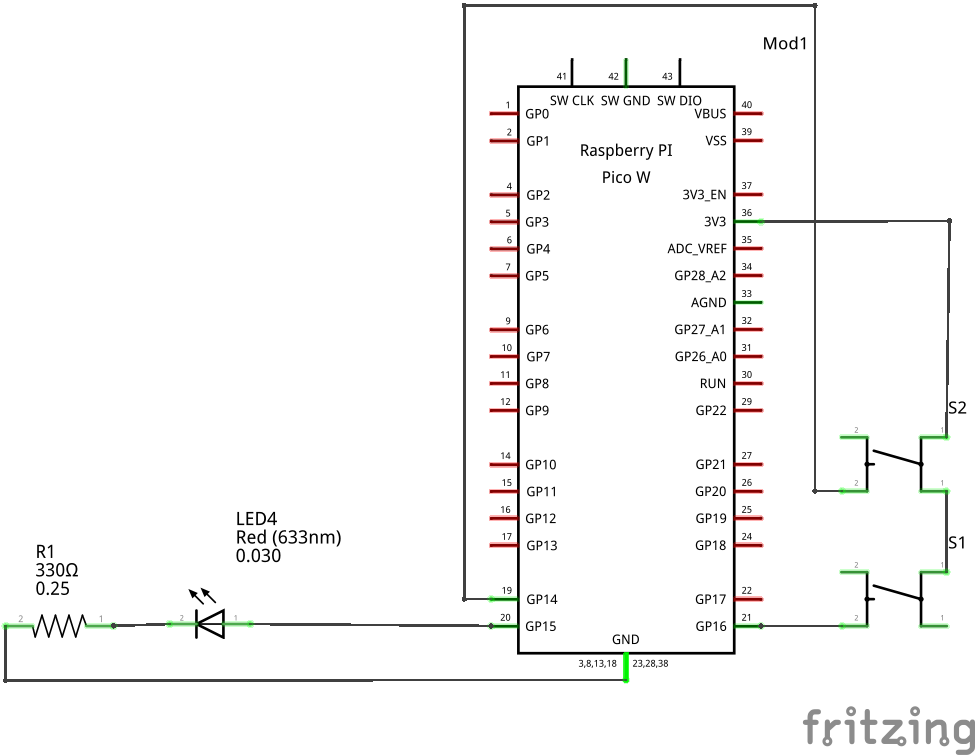 Mod1
41 42 43
SW CLK SW GND SW DIO
1 GP0 VBUS 40
2 GP1 VSS 39
Raspberry PI
Pico W
4 GP2 3V3_EN 37
5 GP3 3V3 36
6 GP4 ADC_VREF 35
7 GP5 GP28_A2 34
AGND 33
9 GP6 GP27_A1 32
10 GP7 GP26_A0 31
11 GP8 RUN 30
12 GP9 GP22 29
S2
2 1
14 GP10 GP21 27
15 GP11 GP20 26
2 1
16 GP12 GP19 25
17 GP13 GP18 24
S1
2 1
19 GP14 GP17 22
20 GP15 GP16 21
2 1
LED4
Red (633nm)
0.030
2 1
R1
330Ω
0.25
2 1
GND
3,8,13,18 23,28,38
fritzing